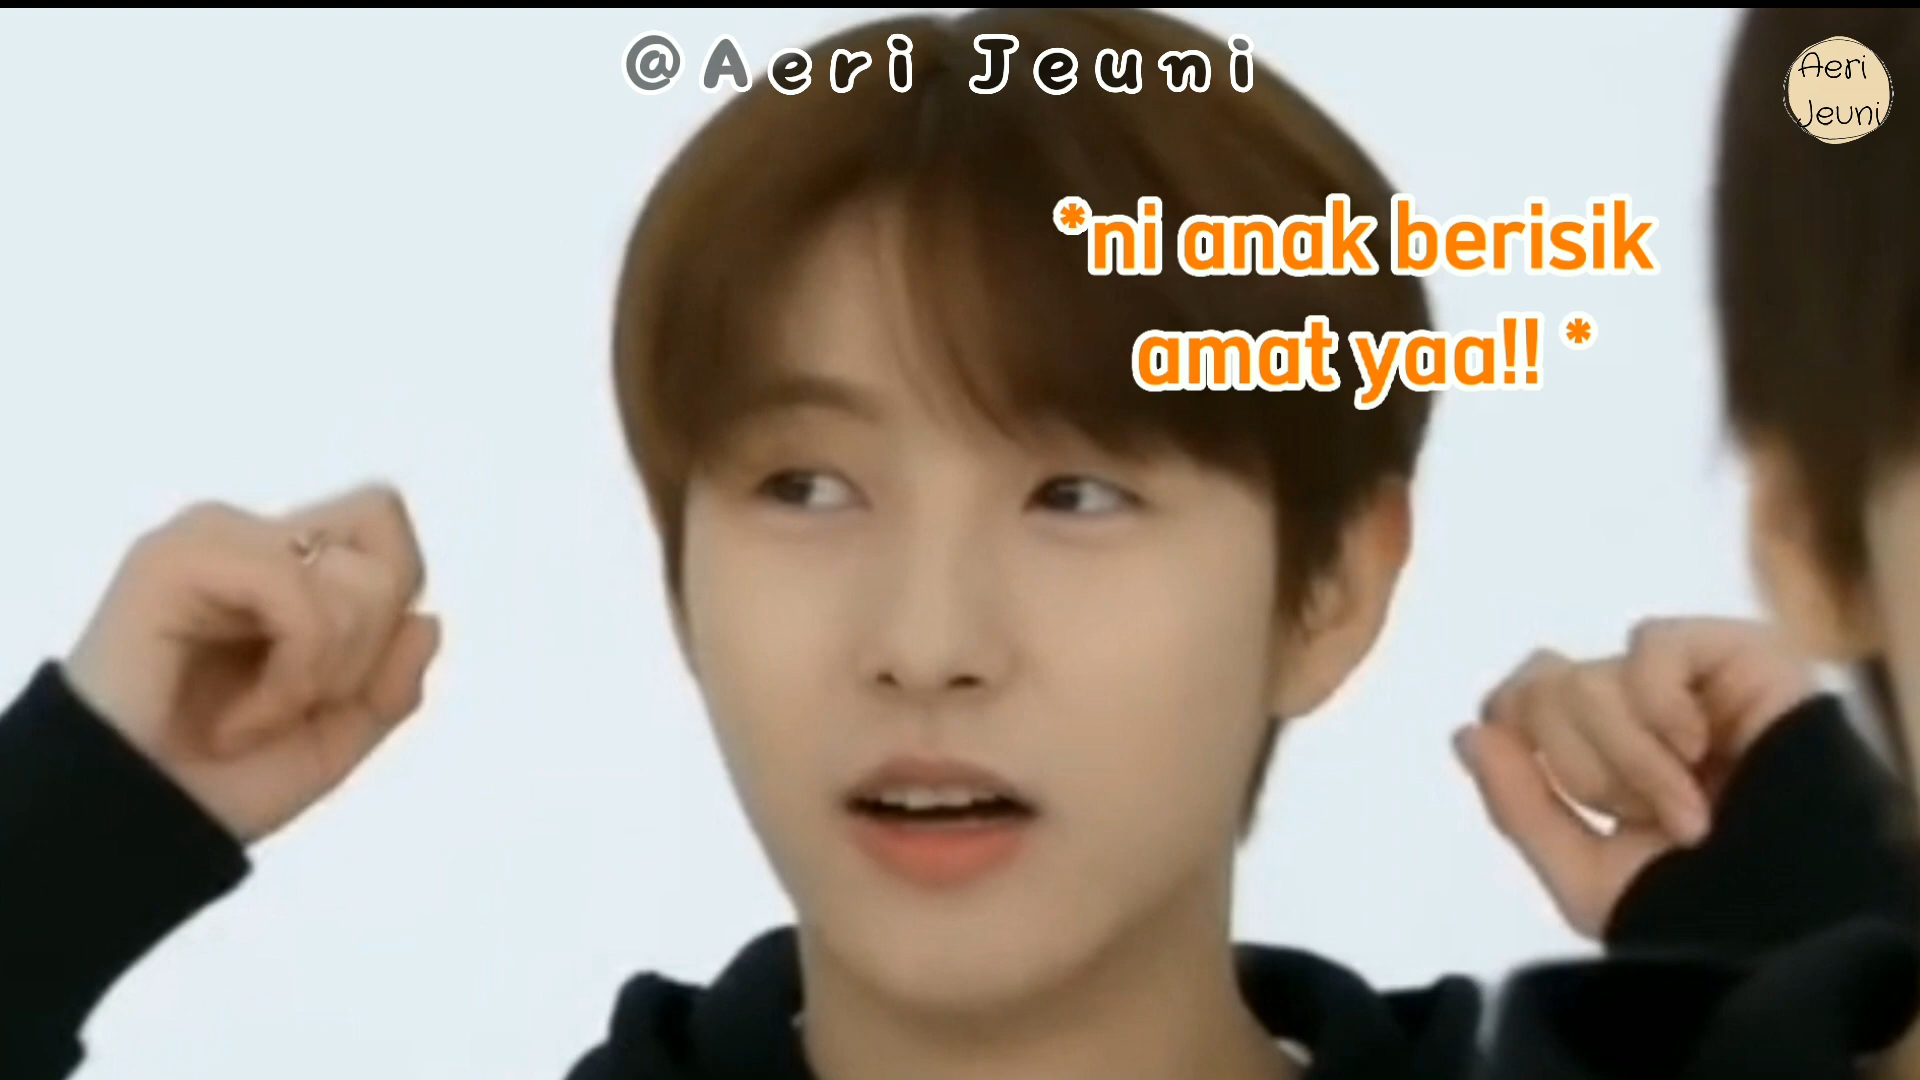 @Aeri Jeuni
Aeri
Jeuni
*ni anak berisik
amat yaa!! *